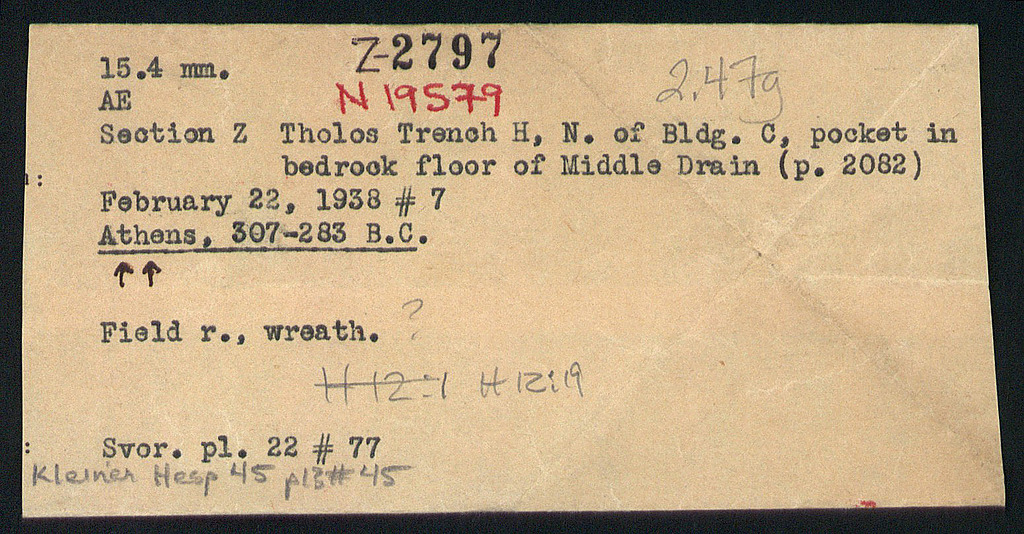 Z-2797
15.4 mm.
2.47g
AE
N 19579
Section Z Tholos Trench H, N. of Bldg. C, pocket in
bedrock floor of Middle Drain (p. 2082)
:
February 22, 1938 # 7
Athens, 307-283 B.C.
↑↑
Field r., wreath. ?
H 12:1 H 12:19
: Svor. pl. 22 # 77
Kleiner Hesp 45 pl3# 45